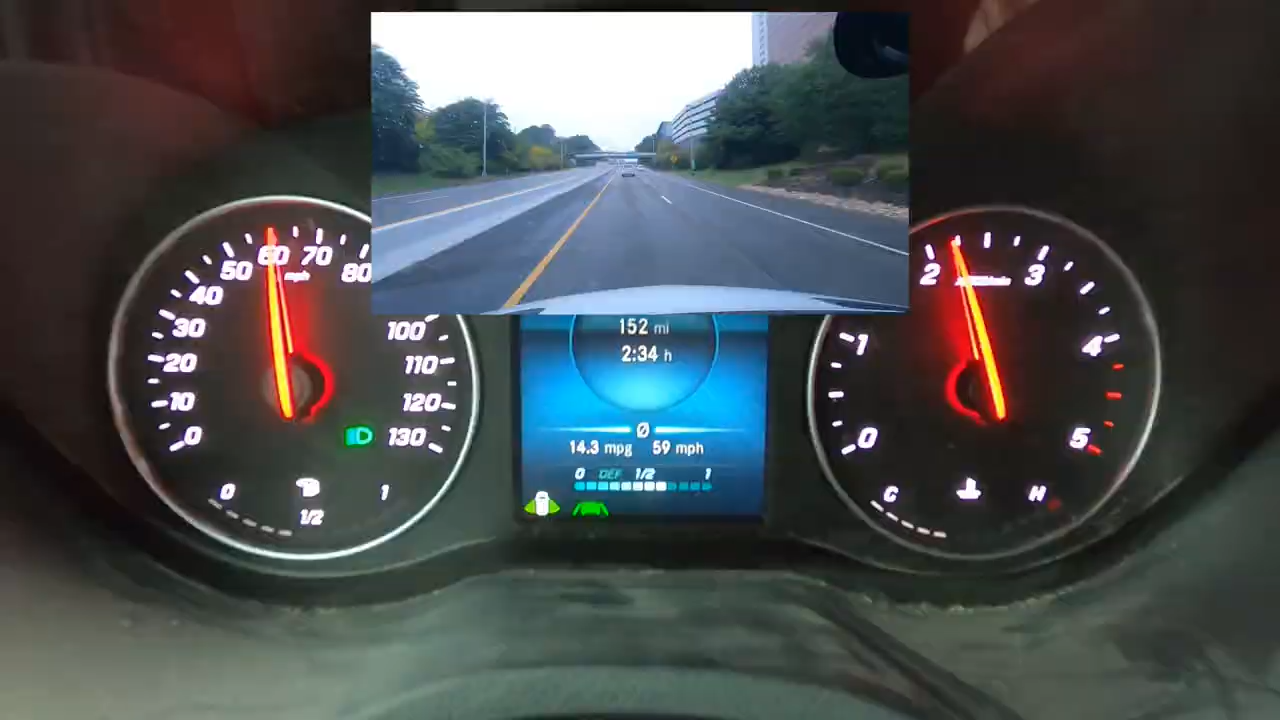 50 60 70 80
mph
40
30
20
10
0
100
110
120
130
0 1/2 1
152 mi
2:34 h
Ø
14.3 mpg 59 mph
0 DEF 1/2 1
2 3
1 4
0 5
C H